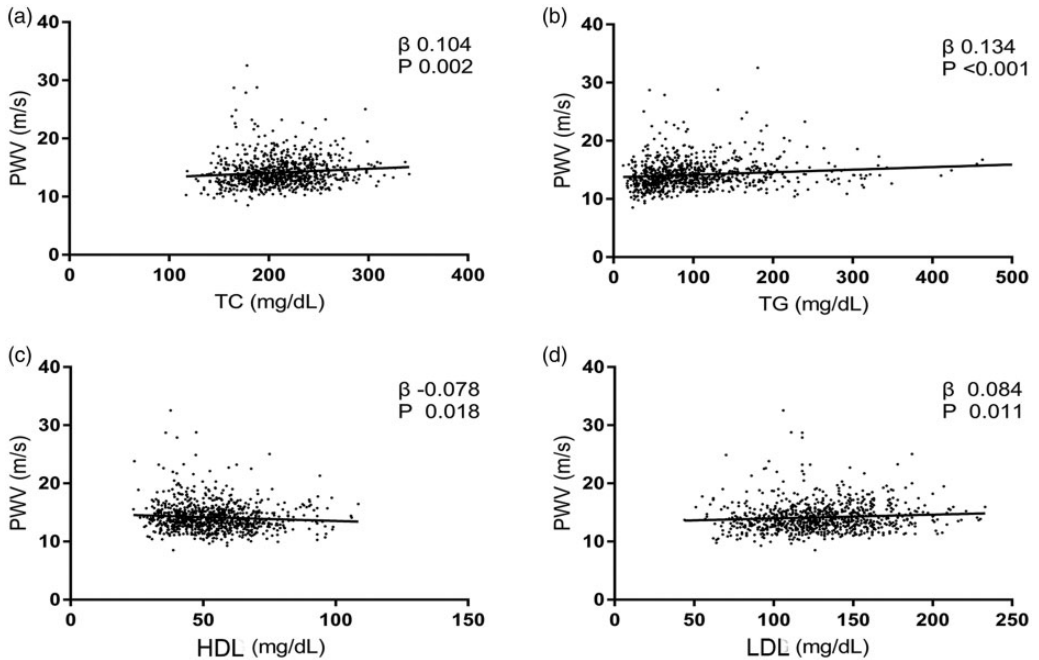 (a)
40
30
20
10
0
PWV (m/s)
β 0.104
P 0.002
0 100 200 300 400
TC (mg/dL)
(b)
40
30
20
10
0
PWV (m/s)
β 0.134
P <0.001
0 100 200 300 400 500
TG (mg/dL)
(c)
40
30
20
10
0
PWV (m/s)
β -0.078
P 0.018
0 50 100 150
HDL (mg/dL)
(d)
40
30
20
10
0
PWV (m/s)
β 0.084
P 0.011
0 50 100 150 200 250
LDL (mg/dL)